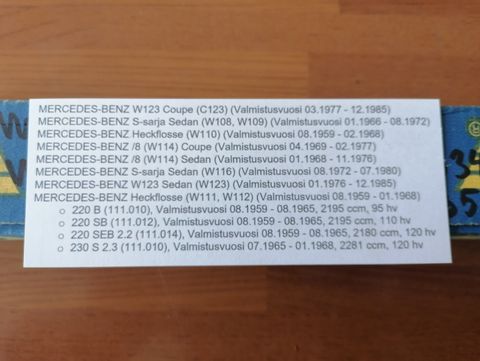 MERCEDES-BENZ W123 Coupe (C123) (Valmistusvuosi 03.1977 - 12.1985)
MERCEDES-BENZ S-sarja Sedan (W108, W109) (Valmistusvuosi 01.1966 - 08.1972)
MERCEDES-BENZ Heckflosse (W110) (Valmistusvuosi 08.1959 - 02.1968)
MERCEDES-BENZ /8 (W114) Coupe (Valmistusvuosi 04.1969 - 02.1977)
MERCEDES-BENZ /8 (W114) Sedan (Valmistusvuosi 01.1968 - 11.1976)
MERCEDES-BENZ S-sarja Sedan (W116) (Valmistusvuosi 08.1972 - 07.1980)
MERCEDES-BENZ W123 Sedan (W123) (Valmistusvuosi 01.1976 - 12.1985)
MERCEDES-BENZ Heckflosse (W111, W112) (Valmistusvuosi 08.1959 - 01.1968)
o 220 B (111.010), Valmistusvuosi 08.1959 - 08.1965, 2195 ccm, 95 hv
o 220 SB (111.012), Valmistusvuosi 08.1959 - 08.1965, 2195 ccm, 110 hv
o 220 SEB 2.2 (111.014), Valmistusvuosi 08.1959 - 08.1965, 2180 ccm, 120 hv
o 230 S 2.3 (111.010), Valmistusvuosi 07.1965 - 01.1968, 2281 ccm, 120 hv